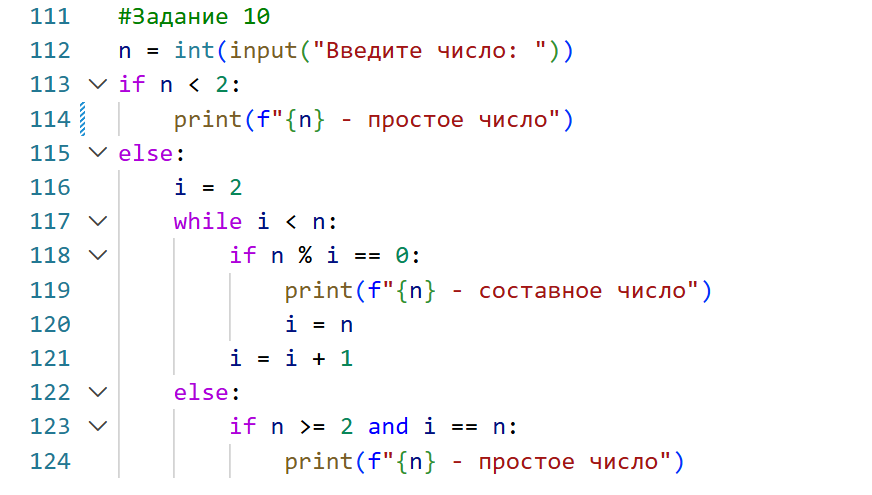 111 #Задание 10
112 n = int(input("Введите число: "))
113 if n < 2:
114     print(f"{n} - простое число")
115 else:
116     i = 2
117     while i < n:
118         if n % i == 0:
119             print(f"{n} - составное число")
120             i = n
121         i = i + 1
122     else:
123         if n >= 2 and i == n:
124             print(f"{n} - простое число")